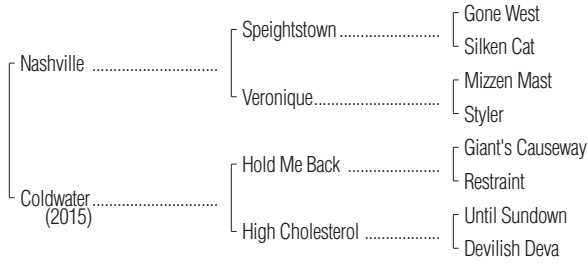 Gone West
Speightstown ....................
Silken Cat
Nashville .........................
Mizzen Mast
Veronique.........................
Styler
Giant's Causeway
Hold Me Back ..................
Restraint
Coldwater.........................
(2015)
Until Sundown
High Cholesterol ...............
Devilish Deva